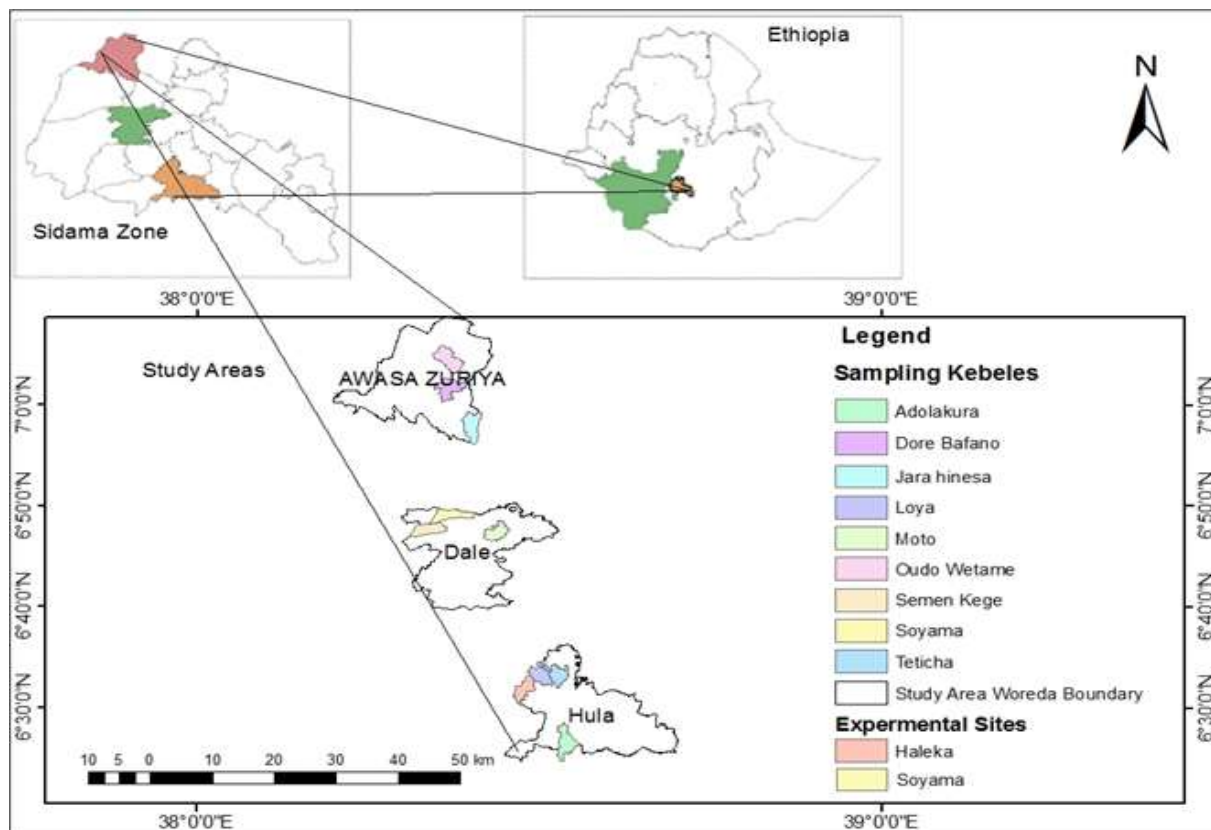 Ethiopia
N
Sidama Zone
38°0'0"E
39°0'0"E
Study Areas
AWASA ZURIYA
Dale
Hula
7°0'0"N
6°50'0"N
6°40'0"N
6°30'0"N
7°0'0"N
6°50'0"N
6°40'0"N
6°30'0"N
Legend
Sampling Kebeles
Adolakura
Dore Bafano
Jara hinesa
Loya
Moto
Oudo Wetame
Semen Kege
Soyama
Teticha
Study Area Woreda Boundary
Expermental Sites
Haleka
Soyama
10 5 0 10 20 30 40 50 km
38°0'0"E
39°0'0"E